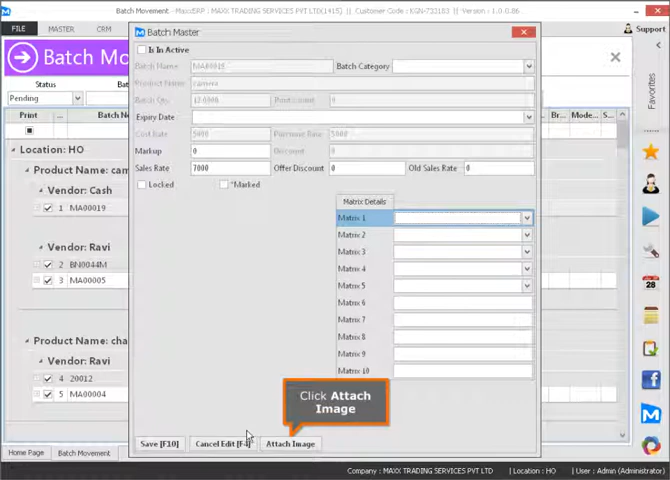 Batch Movement - MaxxERP : MAXX TRADING SERVICES PVT LTD(1415) | Customer Code : KGN-733183 | Version : 1.0.0.86
FILE MASTER CRM Support
Batch Mov
Batch Master
Is In Active
Batch Name MA00019 Batch Category
Product Name camera
Batch Qty 12.0000 Print Count 0
Expiry Date
Cost Rate 5000 Purchase Rate 5000
Markup 0 Discount 0
Sales Rate 7000 Offer Discount 0 Old Sales Rate 0
Locked *Marked
Matrix Details
Matrix 1
Matrix 2
Matrix 3
Matrix 4
Matrix 5
Matrix 6
Matrix 7
Matrix 8
Matrix 9
Matrix 10
Click Attach
Image
Save [F10] Cancel Edit [F4] Attach Image
Status Bat
Pending
Print ... Batch N Br... Mode... S...
Location: HO
Product Name: cam
Vendor: Cash
1 MA00019
Vendor: Ravi
2 BN0044M
3 MA00005
Product Name: cha
Vendor: Ravi
4 20012
5 MA00004
Favorites
28
Home Page Batch Movement
Company : MAXX TRADING SERVICES PVT LTD | Location : HO | User : Admin (Administrator)